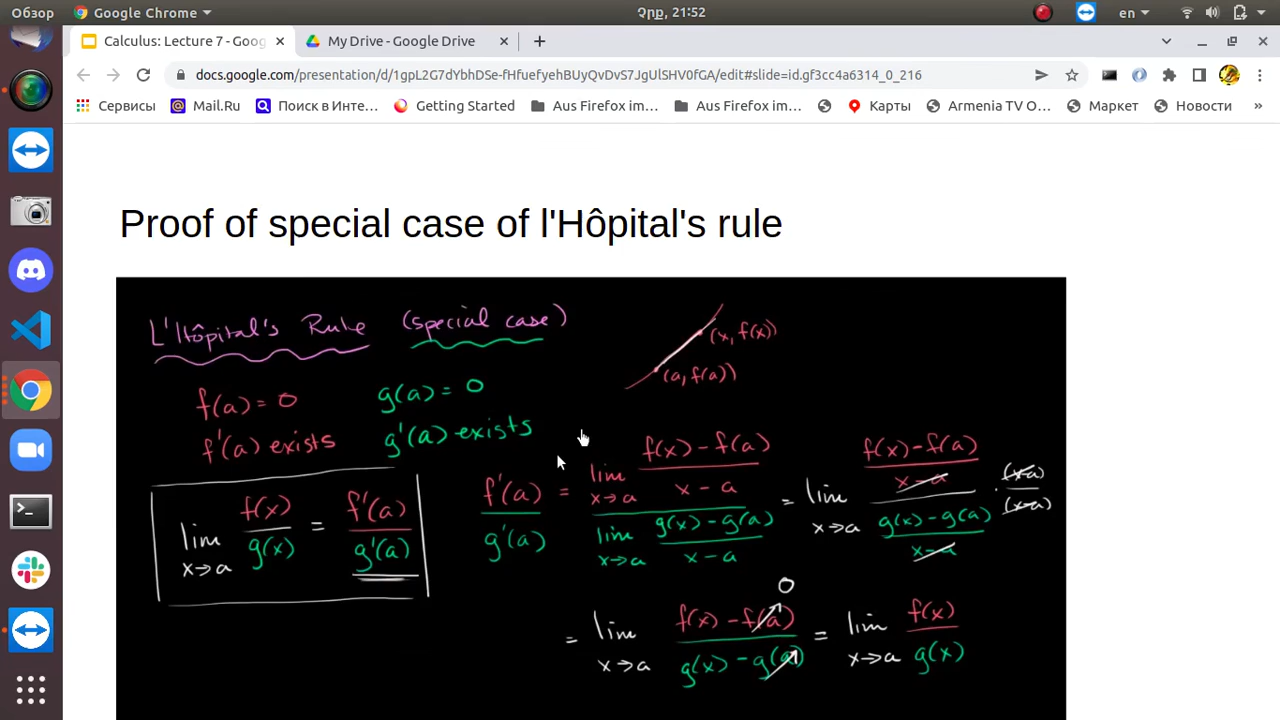 Обзор Google Chrome Չրք, 21:52 en
Calculus: Lecture 7 - Goog My Drive - Google Drive
docs.google.com/presentation/d/1gpL2G7dYbhDSe-fHfuefyehBUyQvDvS7JgUlSHV0fGA/edit#slide=id.gf3cc4a6314_0_216
Сервисы Mail.Ru Поиск в Инте... Getting Started Aus Firefox im... Aus Firefox im... Карты Armenia TV O... Маркет Новости »
Proof of special case of l'Hôpital's rule
L'Hôpital's Rule (special case)
(x, f(x))
(a, f(a))
f(a) = 0 g(a) = 0
f'(a) exists g'(a) exists
lim x→a f(x)/g(x) = f'(a)/g'(a)
f'(a)/g'(a) = lim x→a (f(x) - f(a))/(x - a) / lim x→a (g(x) - g(a))/(x - a) = lim x→a (f(x) - f(a))/(x - a) / (g(x) - g(a))/(x - a) · (x-a)/(x-a)
0
= lim x→a (f(x) - f(a))/(g(x) - g(a)) = lim x→a f(x)/g(x)